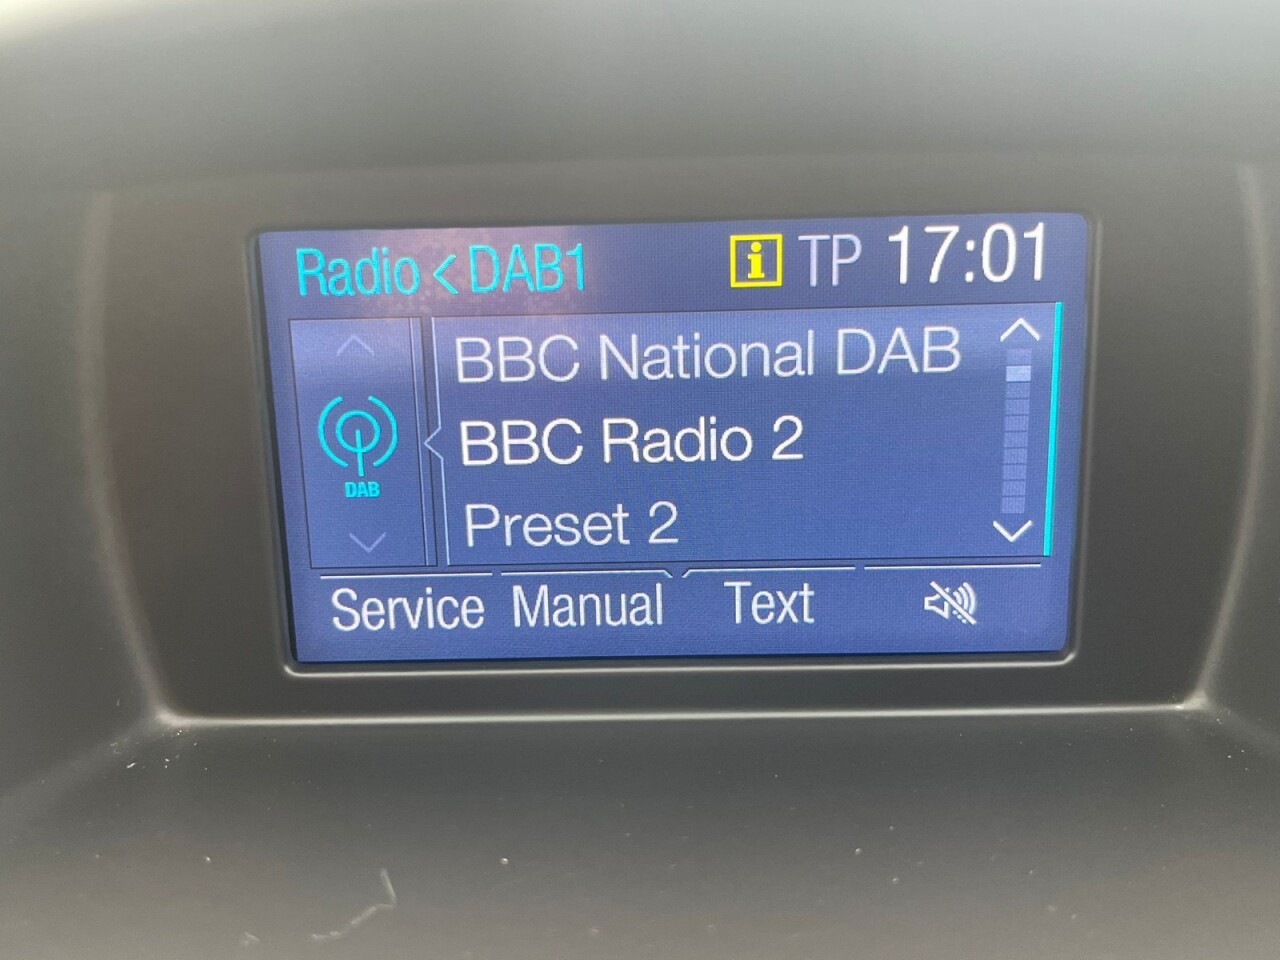 Radio < DAB1
i TP 17:01
BBC National DAB
BBC Radio 2
DAB
Preset 2
Service Manual Text